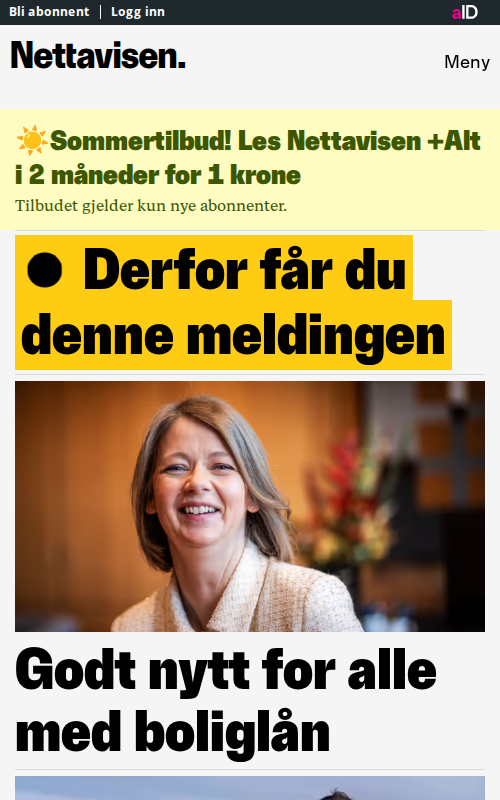 Bli abonnent | Logg inn
aID
Nettavisen.
Meny
☀️Sommertilbud! Les Nettavisen +Alt
i 2 måneder for 1 krone
Tilbudet gjelder kun nye abonnenter.
● Derfor får du
denne meldingen
Godt nytt for alle
med boliglån